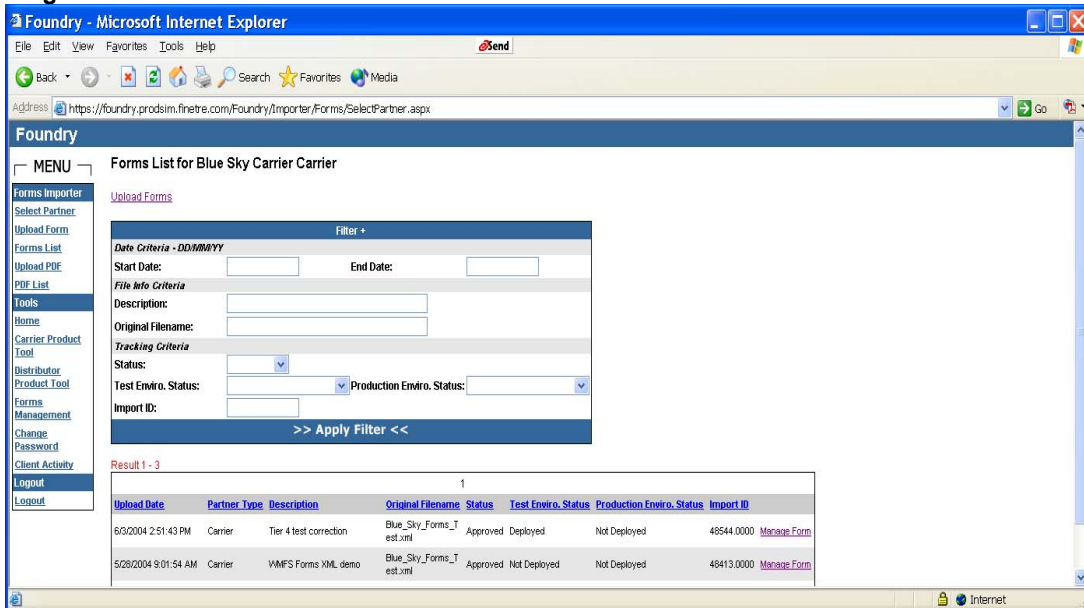 Foundry - Microsoft Internet Explorer
File Edit View Favorites Tools Help
Send
Back Search Favorites Media
Address https://foundry.prodsim.finetre.com/Foundry/Importer/Forms/SelectPartner.aspx Go
Foundry
MENU
Forms Importer
Select Partner
Upload Form
Forms List
Upload PDF
PDF List
Tools
Home
Carrier Product
Tool
Distributor
Product Tool
Forms
Management
Change
Password
Client Activity
Logout
Logout
Forms List for Blue Sky Carrier Carrier
Upload Forms
Filter +
Date Criteria - DD/MM/YY
Start Date: End Date:
File Info Criteria
Description:
Original Filename:
Tracking Criteria
Status:
Test Enviro. Status: Production Enviro. Status:
Import ID:
>> Apply Filter <<
Result 1 - 3
1
Upload Date Partner Type Description Original Filename Status Test Enviro. Status Production Enviro. Status Import ID
6/3/2004 2:51:43 PM Carrier Tier 4 test correction Blue_Sky_Forms_T
est.xml Approved Deployed Not Deployed 48544.0000 Manage Form
5/28/2004 9:01:54 AM Carrier WMFS Forms XML demo Blue_Sky_Forms_T
est.xml Approved Not Deployed Not Deployed 48413.0000 Manage Form
Internet